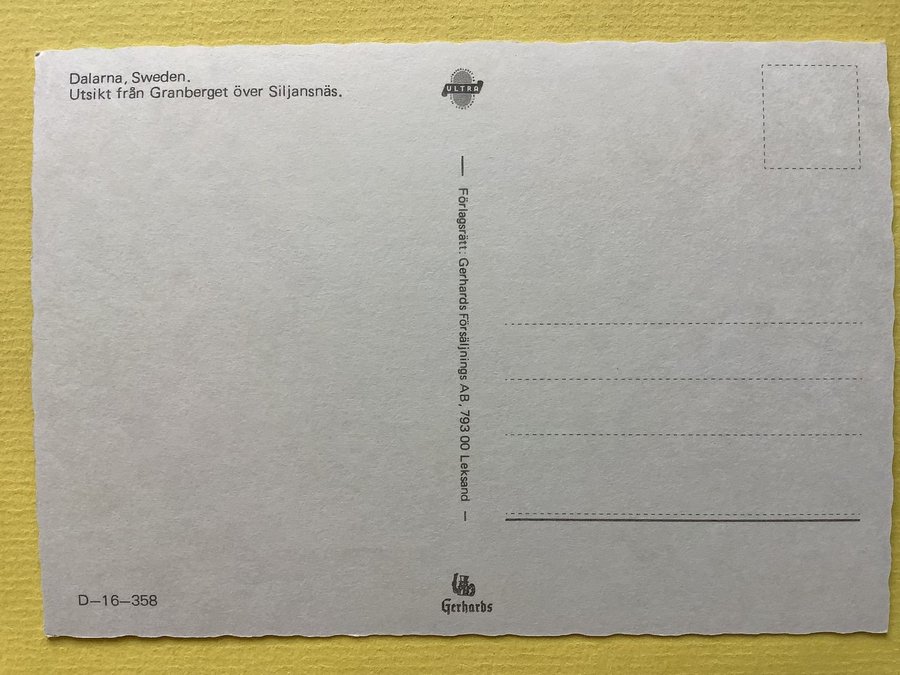 Dalarna, Sweden.
Utsikt från Granberget över Siljansnäs.
ULTRA
— Förlagsrätt: Gerhards Försäljnings AB, 793 00 Leksand —
D—16—358
Gerhards